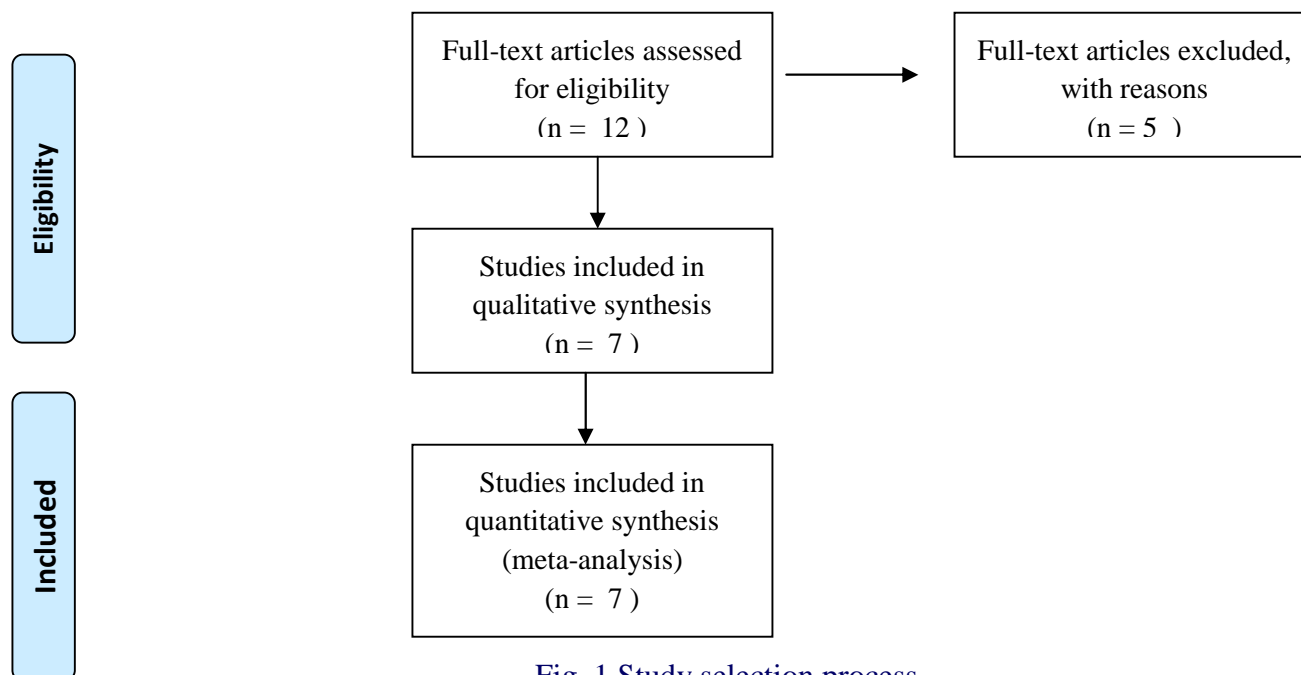 Full-text articles assessed
for eligibility
(n = 12 )
Full-text articles excluded,
with reasons
(n = 5 )
Eligibility
Studies included in
qualitative synthesis
(n = 7 )
Included
Studies included in
quantitative synthesis
(meta-analysis)
(n = 7 )
Fig. 1 Study selection process